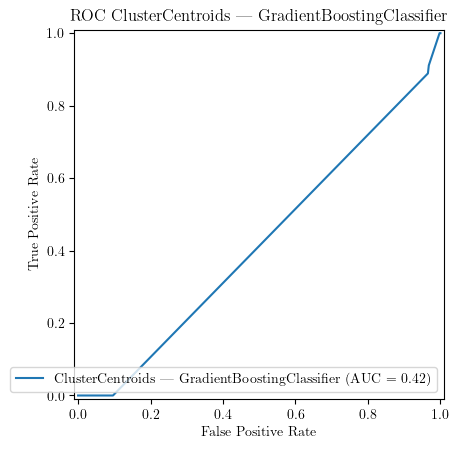 ROC ClusterCentroids — GradientBoostingClassifier
1.0
0.8
0.6
0.4
0.2
0.0
True Positive Rate
ClusterCentroids — GradientBoostingClassifier (AUC = 0.42)
0.0 0.2 0.4 0.6 0.8 1.0
False Positive Rate